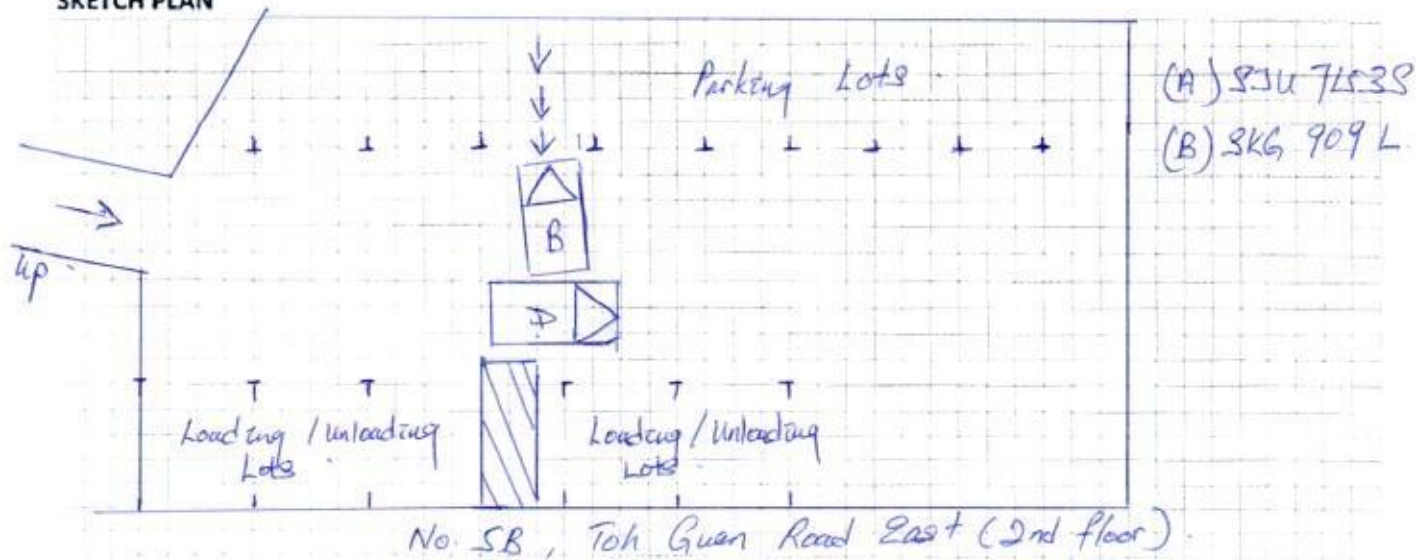 SKETCH PLAN
Parking Lots
(A) SJU 7153S
(B) SKG 909 L
up
B
D
Loading / Unloading
Lots
Loading / Unloading
Lots
No. 5B, Toh Guan Road East (2nd floor).